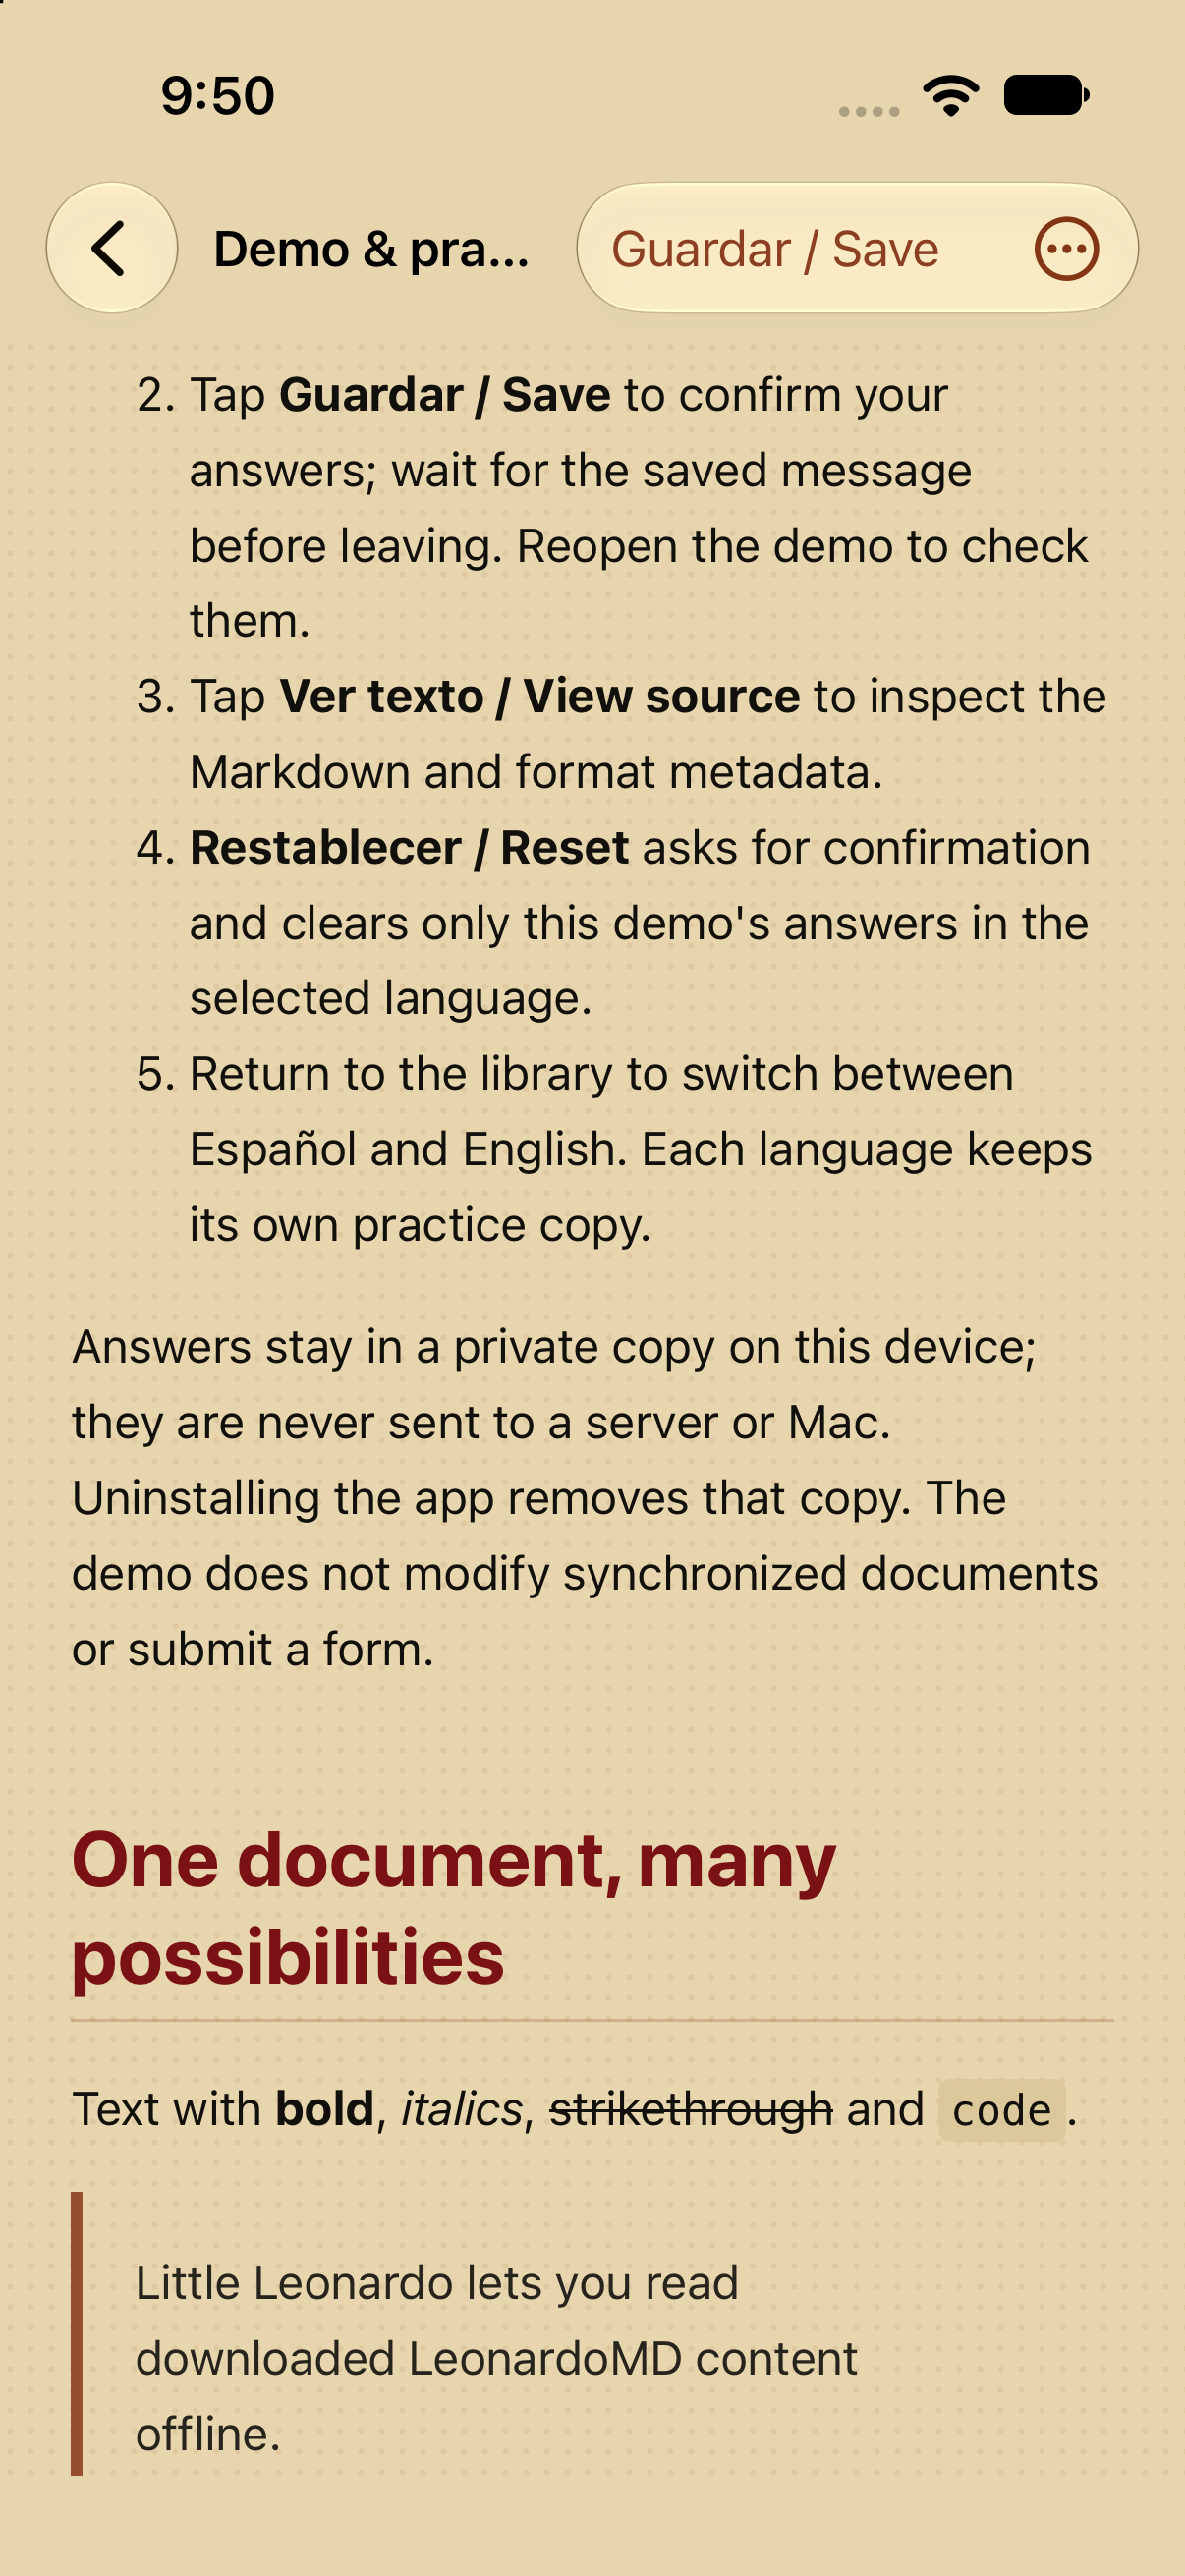 9:50
Demo & pra...
Guardar / Save
2. Tap Guardar / Save to confirm your
answers; wait for the saved message
before leaving. Reopen the demo to check
them.
3. Tap Ver texto / View source to inspect the
Markdown and format metadata.
4. Restablecer / Reset asks for confirmation
and clears only this demo's answers in the
selected language.
5. Return to the library to switch between
Español and English. Each language keeps
its own practice copy.
Answers stay in a private copy on this device;
they are never sent to a server or Mac.
Uninstalling the app removes that copy. The
demo does not modify synchronized documents
or submit a form.
One document, many
possibilities
Text with bold, italics, strikethrough and code.
Little Leonardo lets you read
downloaded LeonardoMD content
offline.